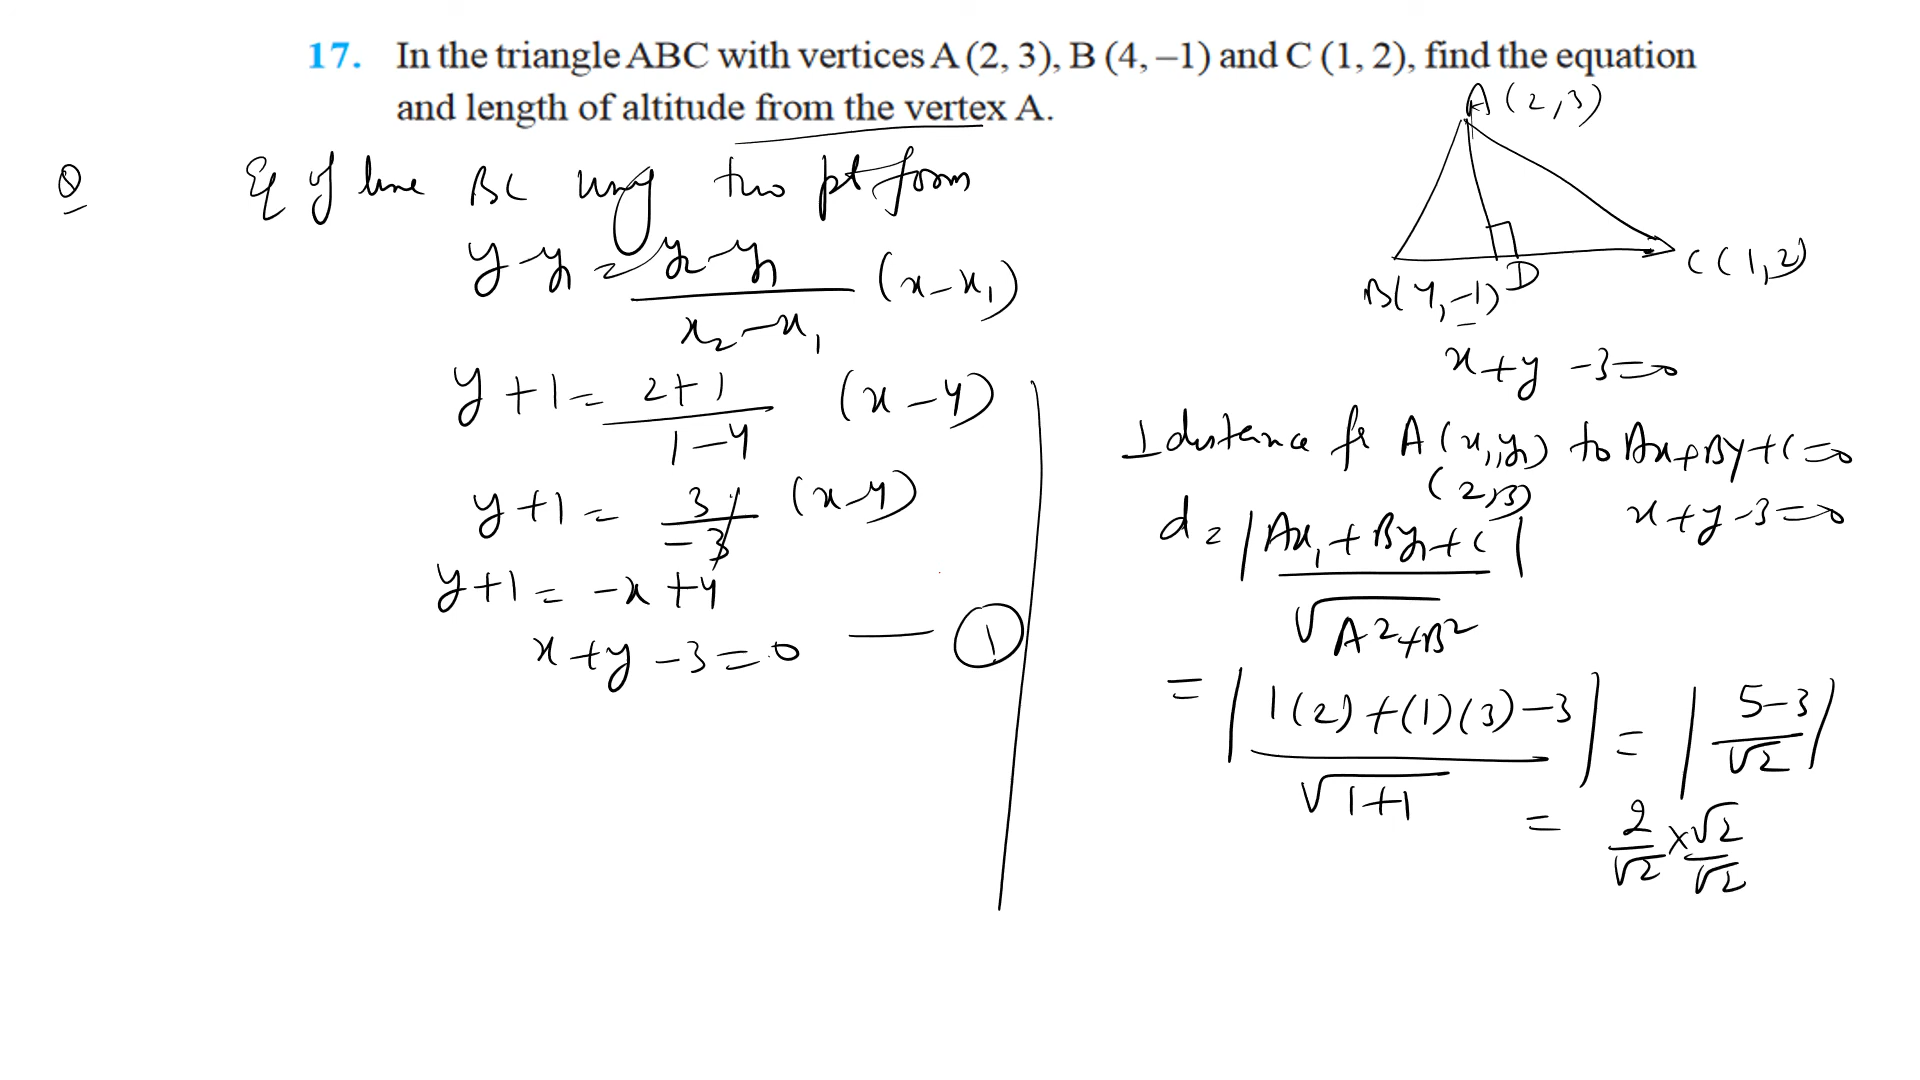 17. In the triangle ABC with vertices A (2, 3), B (4, –1) and C (1, 2), find the equation
and length of altitude from the vertex A.
Eq of line BC using two pt form
y - y₁ = (y₂ - y₁)/(x₂ - x₁) (x - x₁)
y + 1 = (2+1)/(1-4) (x - 4)
y + 1 = 3/-3 (x - 4)
y + 1 = -x + 4
x + y - 3 = 0 — ①
A (2, 3)
B (4, -1)
D
C (1, 2)
x + y - 3 = 0
⊥ distance fr A (x₁, y₁) to Ax + By + C = 0
(2, 3)
x + y - 3 = 0
d = |Ax₁ + By₁ + C| / √A² + B²
= |1(2) + (1)(3) - 3 / √1+1| = |5-3 / √2|
= 2/√2 × √2/√2